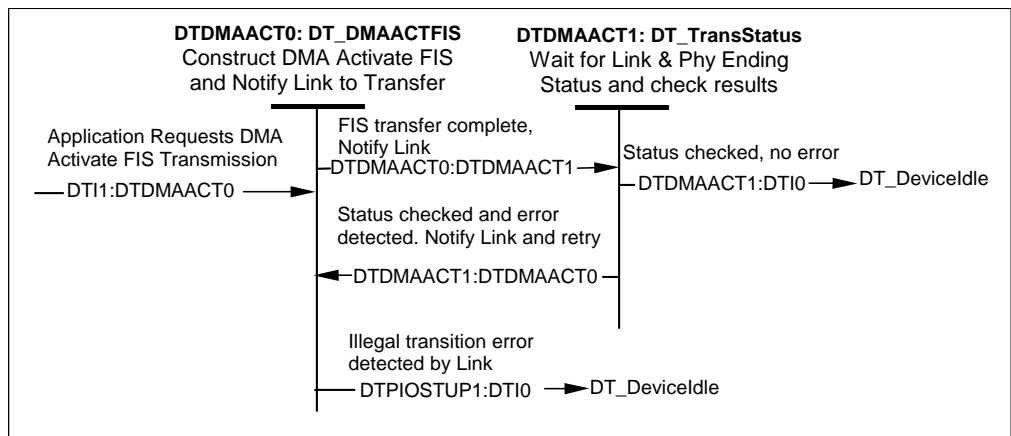 DTDMAACT0: DT_DMAACTFIS
Construct DMA Activate FIS
and Notify Link to Transfer
DTDMAACT1: DT_TransStatus
Wait for Link & Phy Ending
Status and check results
Application Requests DMA
Activate FIS Transmission
DTI1:DTDMAACT0
FIS transfer complete,
Notify Link
DTDMAACT0:DTDMAACT1
Status checked, no error
DTDMAACT1:DTI0
DT_DeviceIdle
Status checked and error
detected. Notify Link and retry
DTDMAACT1:DTDMAACT0
Illegal transition error
detected by Link
DTPIOSTUP1:DTI0
DT_DeviceIdle